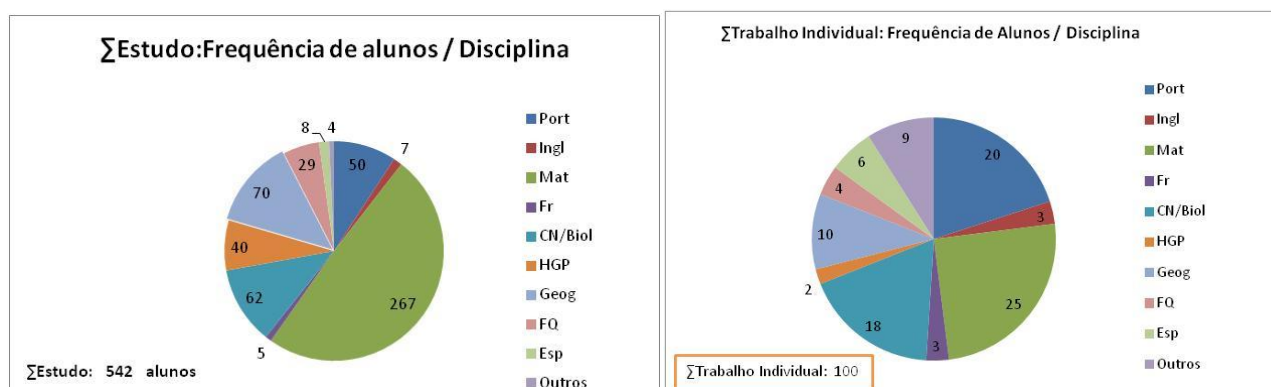 ∑Estudo:Frequência de alunos / Disciplina
8
4
50
7
29
70
40
62
5
267
Port
Ingl
Mat
Fr
CN/Biol
HGP
Geog
FQ
Esp
Outros
∑Estudo: 542 alunos
∑Trabalho Individual: Frequência de Alunos / Disciplina
9
20
6
4
3
10
2
18
3
25
Port
Ingl
Mat
Fr
CN/Biol
HGP
Geog
FQ
Esp
Outros
∑Trabalho Individual: 100